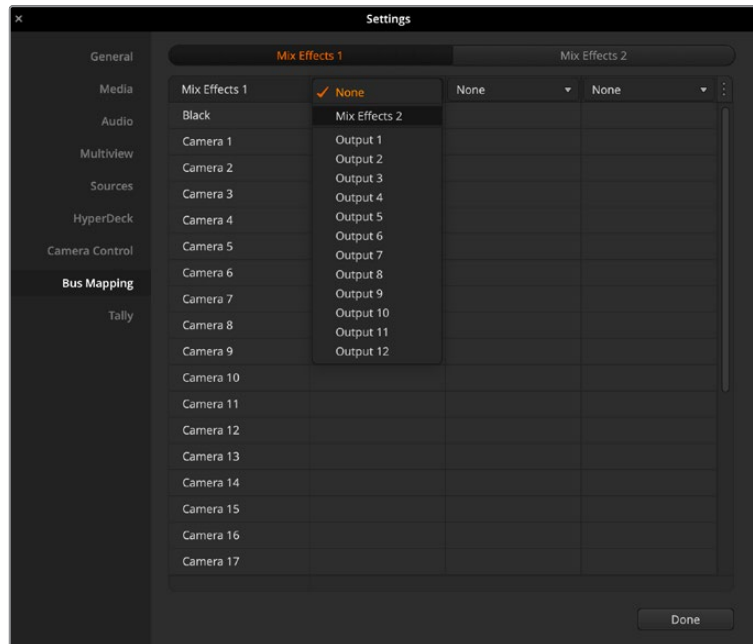 × Settings
General
Media
Audio
Multiview
Sources
HyperDeck
Camera Control
Bus Mapping
Tally
Mix Effects 1 Mix Effects 2
Mix Effects 1 ✓ None None None
Black Mix Effects 2
Camera 1 Output 1
Camera 2 Output 2
Camera 3 Output 3
Camera 4 Output 4
Camera 5 Output 5
Camera 6 Output 6
Camera 7 Output 7
Camera 8 Output 8
Camera 9 Output 9
Camera 10 Output 10
Camera 11 Output 11
Camera 12 Output 12
Camera 13
Camera 14
Camera 15
Camera 16
Camera 17
Done